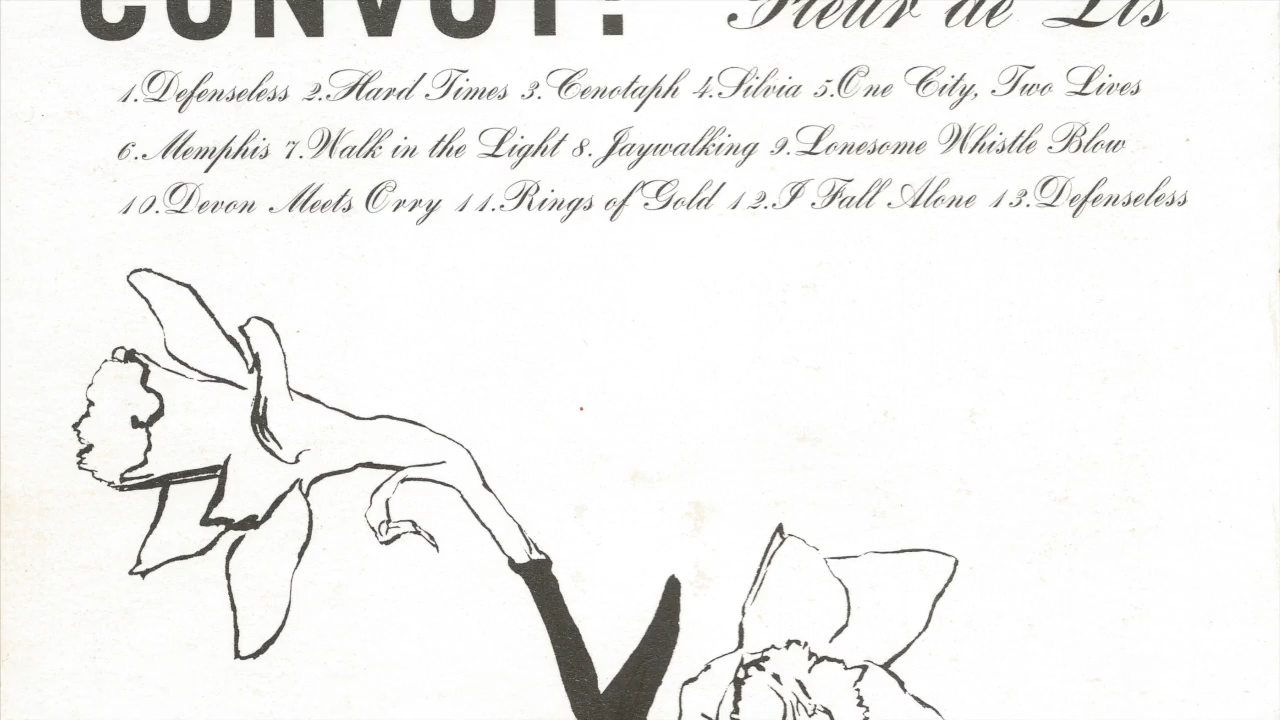 CONVOY! Fleur de Lis
1.Defenseless 2.Hard Times 3.Cenotaph 4.Silvia 5.One City, Two Lives
6.Memphis 7.Walk in the Light 8.Jaywalking 9.Lonesome Whistle Blow
10.Devon Meets Orry 11.Rings of Gold 12.I Fall Alone 13.Defenseless